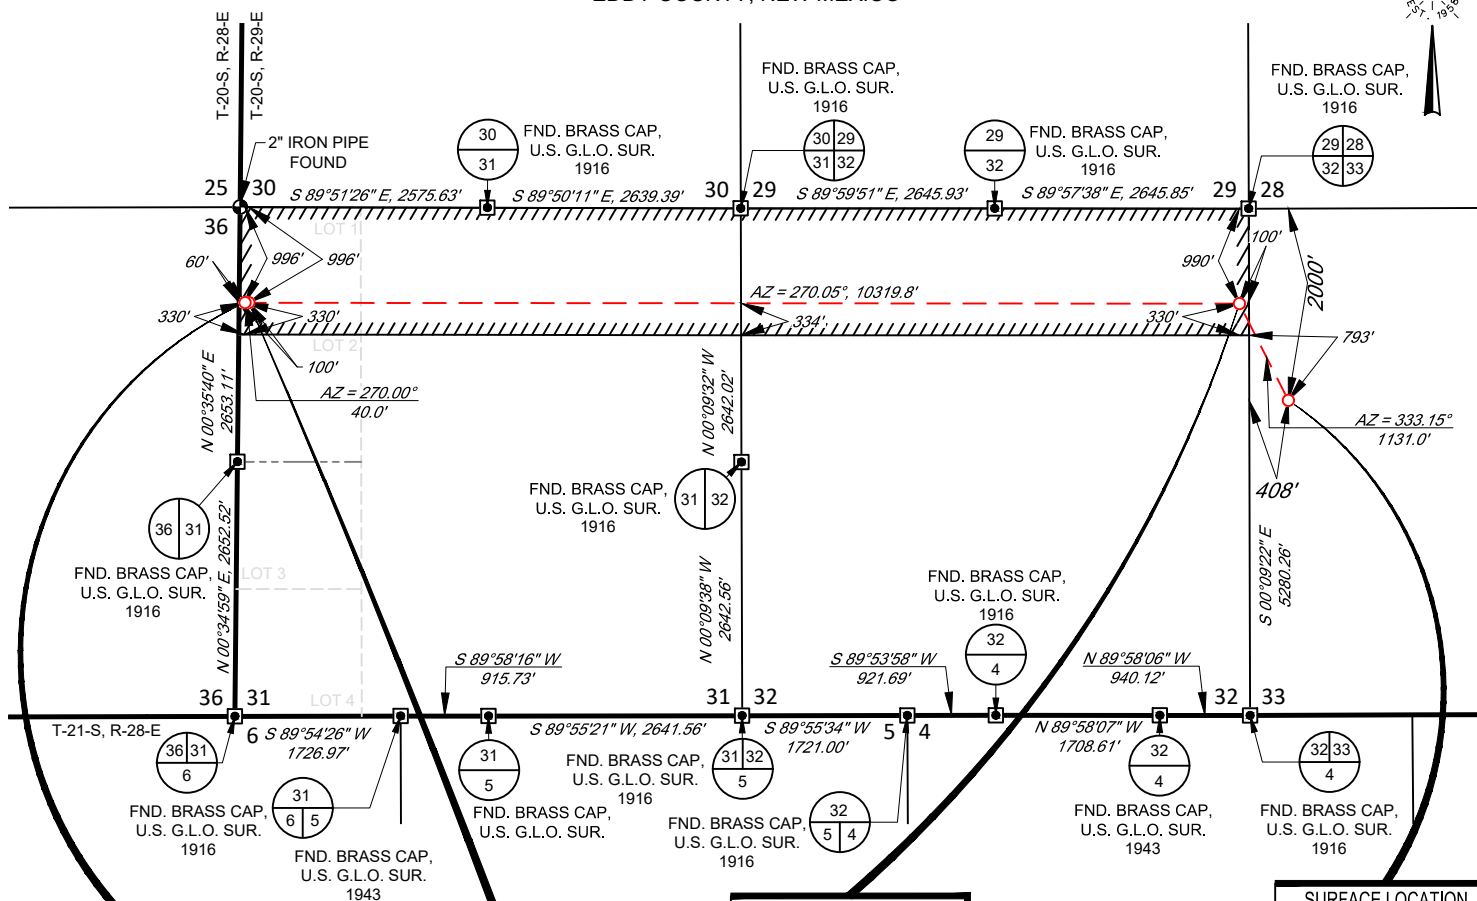 EDDY COUNTY, NEW MEXICO
EST. 1958
T-20-S, R-28-E
T-20-S, R-29-E
FND. BRASS CAP,
U.S. G.L.O. SUR.
1916
30 29
31 32
FND. BRASS CAP,
U.S. G.L.O. SUR.
1916
29 28
32 33
2" IRON PIPE
FOUND
30
31
FND. BRASS CAP,
U.S. G.L.O. SUR.
1916
29
32
FND. BRASS CAP,
U.S. G.L.O. SUR.
1916
25 30
36
S 89°51'26" E, 2575.63'
S 89°50'11" E, 2639.39'
30 29
S 89°59'51" E, 2645.93'
S 89°57'38" E, 2645.85'
29 28
LOT 1
60'
996'
996'
990'
100'
2000'
AZ = 270.05°, 10319.8'
330'
330'
334'
330'
793'
LOT 2
100'
AZ = 270.00°
40.0'
AZ = 333.15°
1131.0'
408'
N 00°35'40" E
2653.11'
N 00°09'32" W
2642.02'
36 31
FND. BRASS CAP,
U.S. G.L.O. SUR.
1916
FND. BRASS CAP,
U.S. G.L.O. SUR.
1916
31 32
S 00°09'22" E
5280.26'
N 00°34'59" E, 2652.52'
LOT 3
N 00°09'38" W
2642.56'
FND. BRASS CAP,
U.S. G.L.O. SUR.
1916
32
4
S 89°58'16" W
915.73'
S 89°53'58" W
921.69'
N 89°58'06" W
940.12'
LOT 4
36 31
6
31 32
5 4
32 33
T-21-S, R-28-E
S 89°54'26" W
1726.97'
S 89°55'21" W, 2641.56'
S 89°55'34" W
1721.00'
N 89°58'07" W
1708.61'
36 31
6
FND. BRASS CAP,
U.S. G.L.O. SUR.
1916
31
6 5
FND. BRASS CAP,
U.S. G.L.O. SUR.
1943
31
5
FND. BRASS CAP,
U.S. G.L.O. SUR.
FND. BRASS CAP,
U.S. G.L.O. SUR.
1916
31 32
5
FND. BRASS CAP,
U.S. G.L.O. SUR.
1916
32
5 4
32
4
FND. BRASS CAP,
U.S. G.L.O. SUR.
1943
32 33
4
FND. BRASS CAP,
U.S. G.L.O. SUR.
1916
SURFACE LOCATION